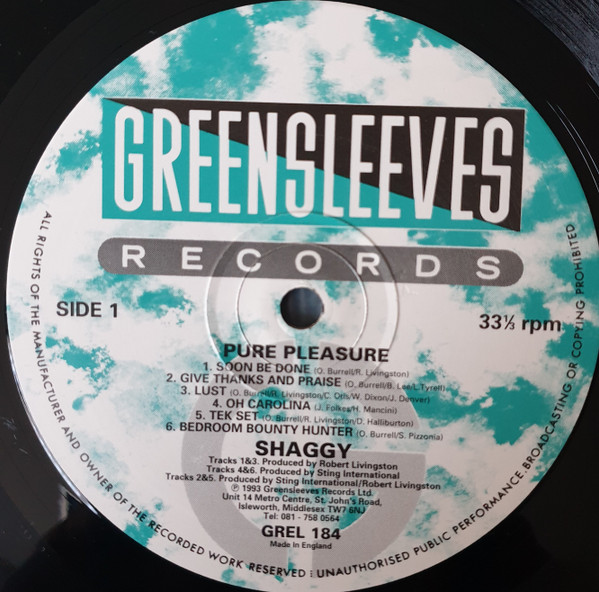 GREENSLEEVES
RECORDS
SIDE 1
33⅓ rpm
PURE PLEASURE
1. SOON BE DONE (O. Burrell/R. Livingston)
2. GIVE THANKS AND PRAISE (O. Burrell/B. Lee/L. Tyrell)
3. LUST (O. Burrell/R. Livingston/C. Orls/W. Dixon/J. Denver)
4. OH CAROLINA (J. Folkes/H. Mancini)
5. TEK SET (O. Burrell/R. Livingston/D. Halliburton)
6. BEDROOM BOUNTY HUNTER (O. Burrell/S. Pizzonia)
SHAGGY
Tracks 1&3. Produced by Robert Livingston
Tracks 4&6. Produced by Sting International
Tracks 2&5. Produced by Sting International/Robert Livingston
℗ 1993 Greensleeves Records Ltd.
Unit 14 Metro Centre, St. John's Road,
Isleworth, Middlesex TW7 6NJ
Tel: 081 - 758 0564
GREL 184
Made in England
ALL RIGHTS OF THE MANUFACTURER AND OWNER OF THE RECORDED WORK RESERVED : UNAUTHORISED PUBLIC PERFORMANCE · BROADCASTING OR COPYING PROHIBITED